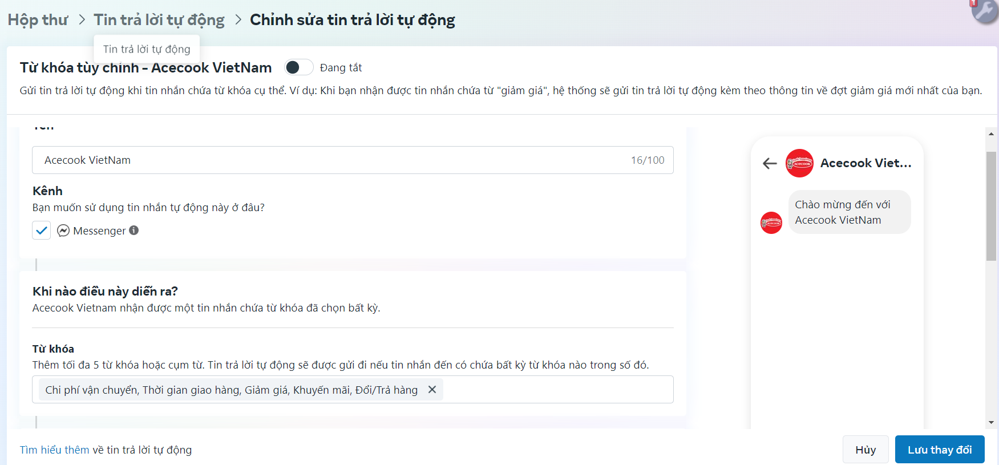 Hộp thư > Tin trả lời tự động > Chỉnh sửa tin trả lời tự động
1
Tin trả lời tự động
Từ khóa tùy chỉnh - Acecook VietNam Đang tắt
Gửi tin trả lời tự động khi tin nhắn chứa từ khóa cụ thể. Ví dụ: Khi bạn nhận được tin nhắn chứa từ "giảm giá", hệ thống sẽ gửi tin trả lời tự động kèm theo thông tin về đợt giảm giá mới nhất của bạn.
Tên
Acecook VietNam 16/100
Kênh
Bạn muốn sử dụng tin nhắn tự động này ở đâu?
Messenger
Khi nào điều này diễn ra?
Acecook Vietnam nhận được một tin nhắn chứa từ khóa đã chọn bất kỳ.
Từ khóa
Thêm tối đa 5 từ khóa hoặc cụm từ. Tin trả lời tự động sẽ được gửi đi nếu tin nhắn đến có chứa bất kỳ từ khóa nào trong số đó.
Chi phí vận chuyển, Thời gian giao hàng, Giảm giá, Khuyến mãi, Đổi/Trả hàng
Acecook Viet...
ACECOOK
Chào mừng đến với
Acecook VietNam
Tìm hiểu thêm về tin trả lời tự động
Hủy
Lưu thay đổi